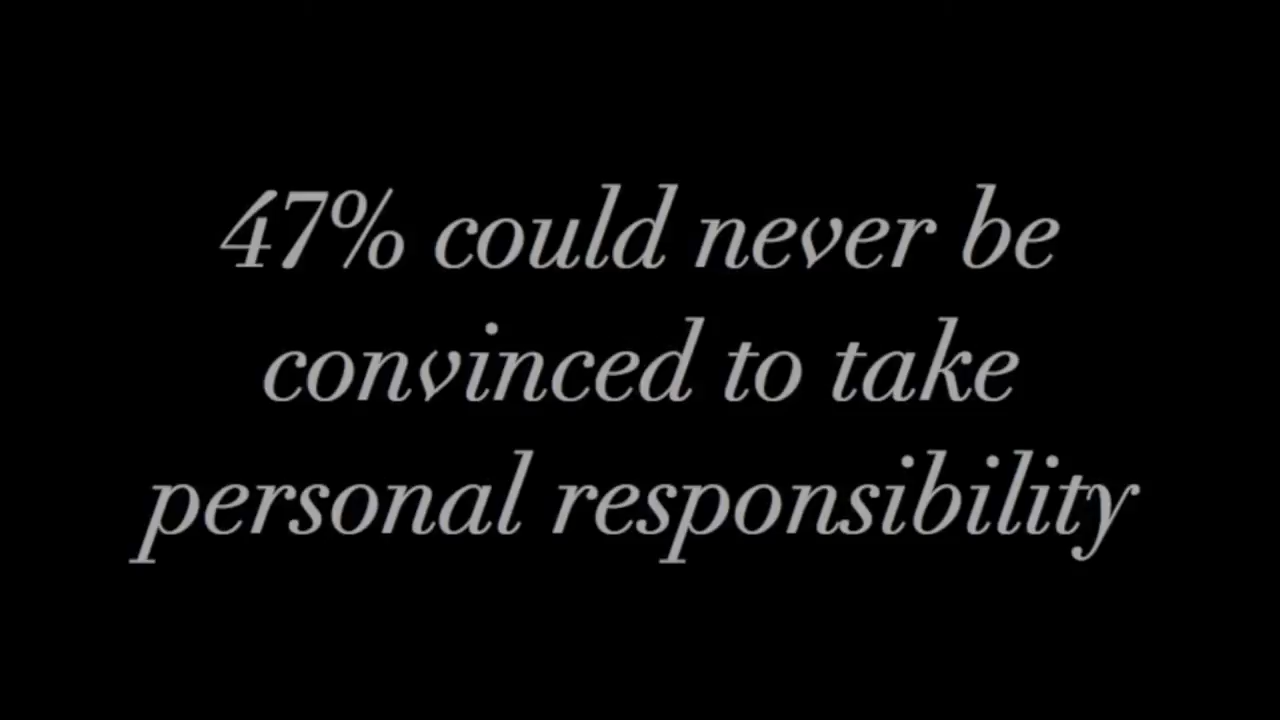 47% could never be
convinced to take
personal responsibility